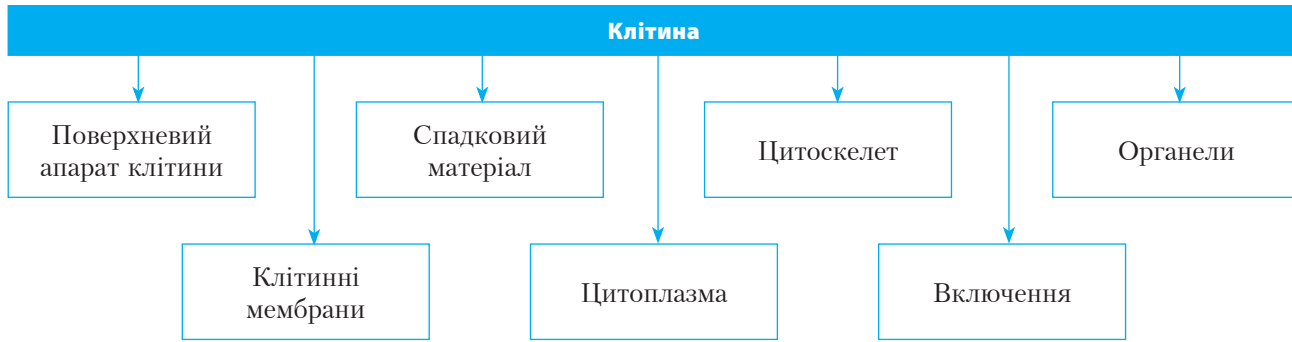 Клітина
Поверхневий
апарат клітини
Спадковий
матеріал
Цитоскелет
Органели
Клітинні
мембрани
Цитоплазма
Включення